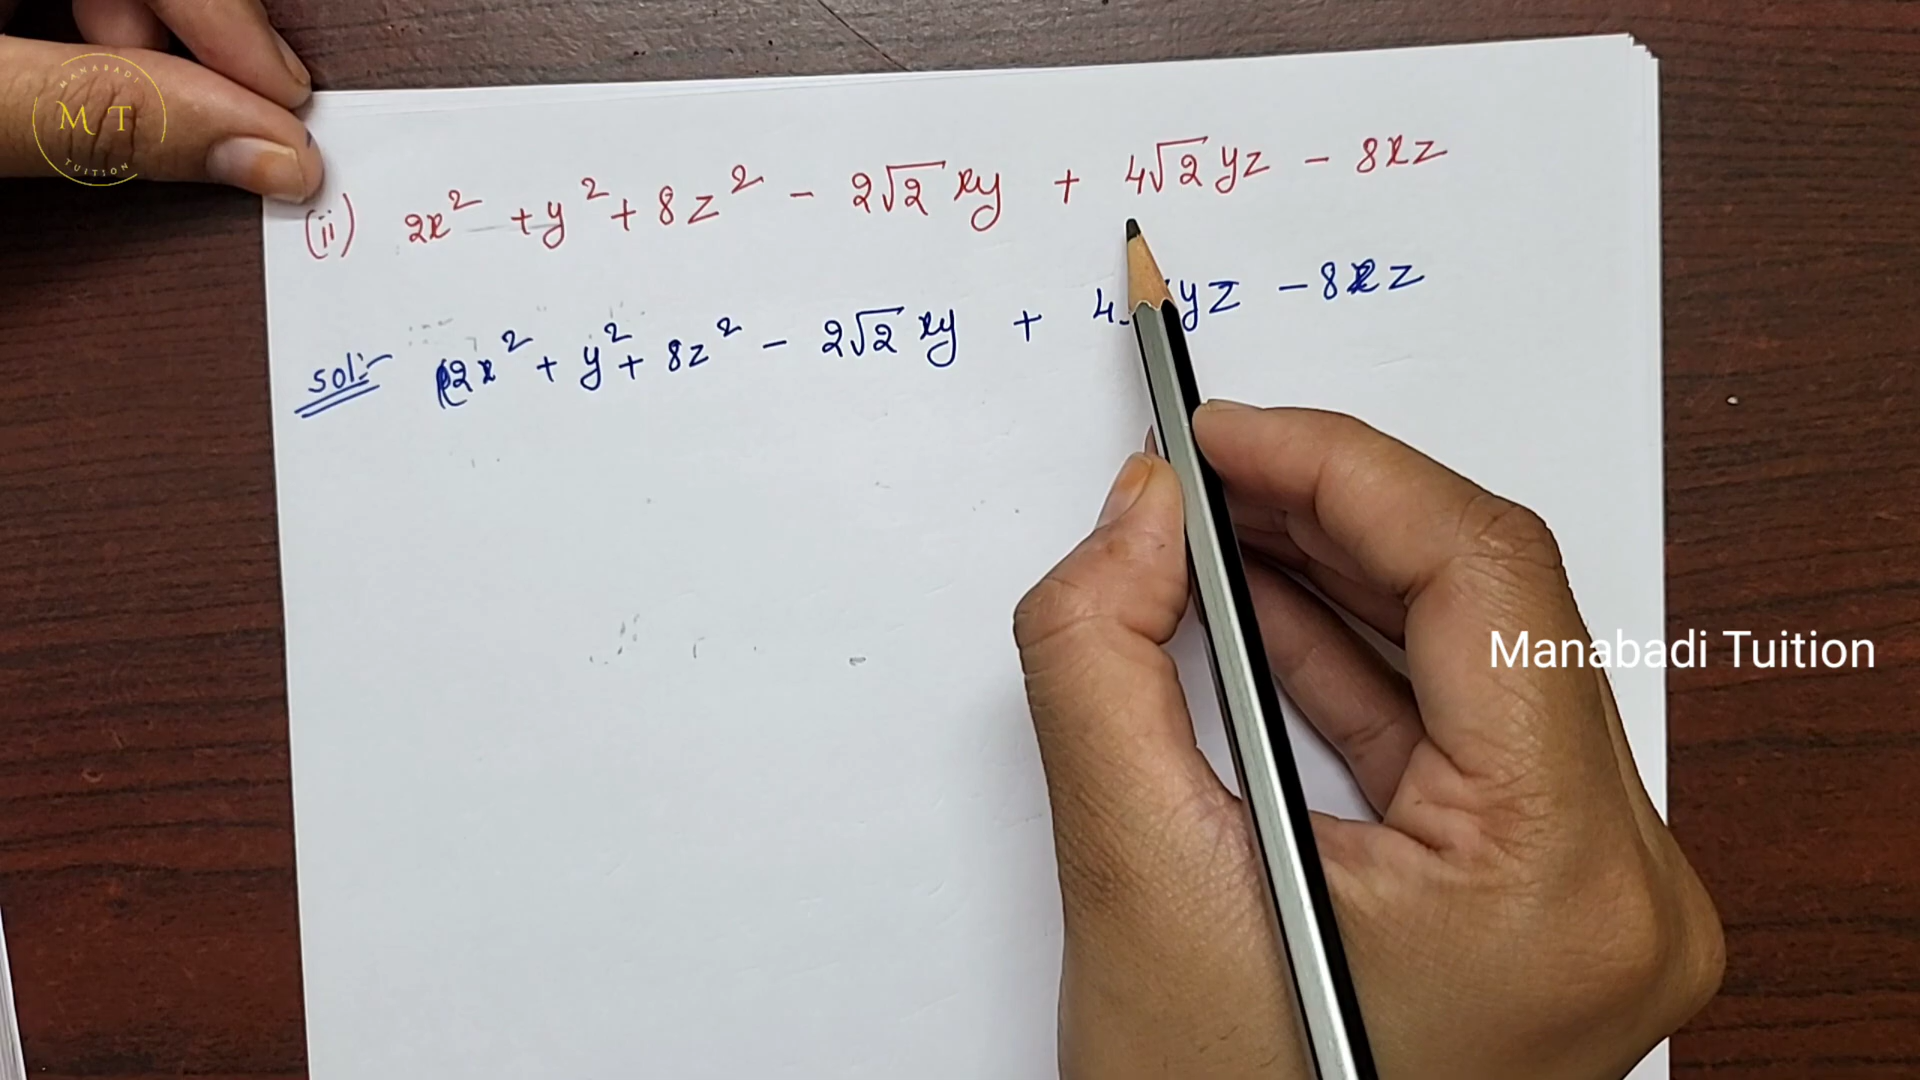 MANABADI
M T
TUITION
(ii) 2x² + y² + 8z² - 2√2 xy + 4√2 yz - 8xz
sol:- 2x² + y² + 8z² - 2√2 xy + 4 yz - 8xz
Manabadi Tuition